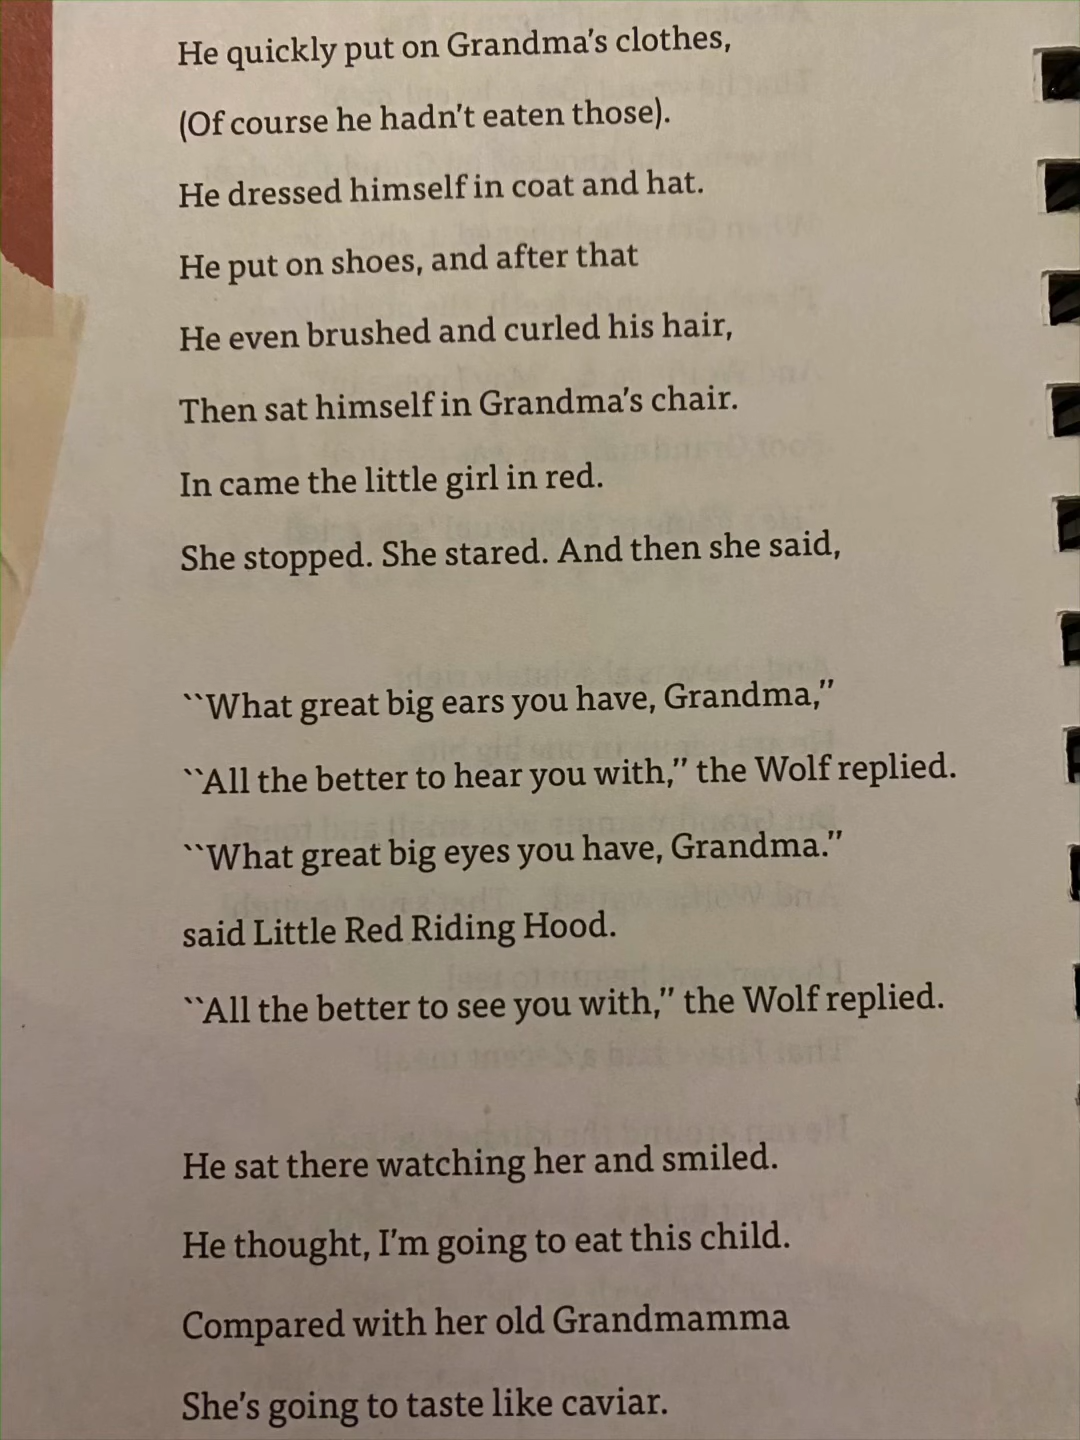 He quickly put on Grandma's clothes,
(Of course he hadn't eaten those).
He dressed himself in coat and hat.
He put on shoes, and after that
He even brushed and curled his hair,
Then sat himself in Grandma's chair.
In came the little girl in red.
She stopped. She stared. And then she said,
``What great big ears you have, Grandma,''
``All the better to hear you with,'' the Wolf replied.
``What great big eyes you have, Grandma.''
said Little Red Riding Hood.
``All the better to see you with,'' the Wolf replied.
He sat there watching her and smiled.
He thought, I'm going to eat this child.
Compared with her old Grandmamma
She's going to taste like caviar.